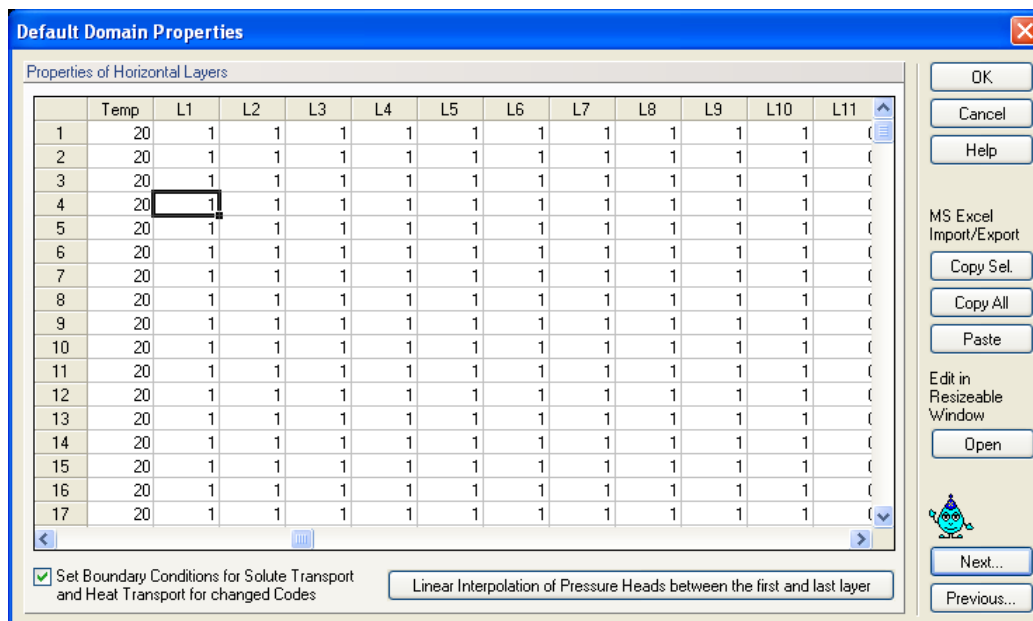 Default Domain Properties
Properties of Horizontal Layers
Temp L1 L2 L3 L4 L5 L6 L7 L8 L9 L10 L11
1 20 1 1 1 1 1 1 1 1 1 1
2 20 1 1 1 1 1 1 1 1 1 1
3 20 1 1 1 1 1 1 1 1 1 1
4 20 1 1 1 1 1 1 1 1 1 1
5 20 1 1 1 1 1 1 1 1 1 1
6 20 1 1 1 1 1 1 1 1 1 1
7 20 1 1 1 1 1 1 1 1 1 1
8 20 1 1 1 1 1 1 1 1 1 1
9 20 1 1 1 1 1 1 1 1 1 1
10 20 1 1 1 1 1 1 1 1 1 1
11 20 1 1 1 1 1 1 1 1 1 1
12 20 1 1 1 1 1 1 1 1 1 1
13 20 1 1 1 1 1 1 1 1 1 1
14 20 1 1 1 1 1 1 1 1 1 1
15 20 1 1 1 1 1 1 1 1 1 1
16 20 1 1 1 1 1 1 1 1 1 1
17 20 1 1 1 1 1 1 1 1 1 1
Set Boundary Conditions for Solute Transport
and Heat Transport for changed Codes
Linear Interpolation of Pressure Heads between the first and last layer
OK
Cancel
Help
MS Excel
Import/Export
Copy Sel.
Copy All
Paste
Edit in
Resizeable
Window
Open
Next...
Previous...